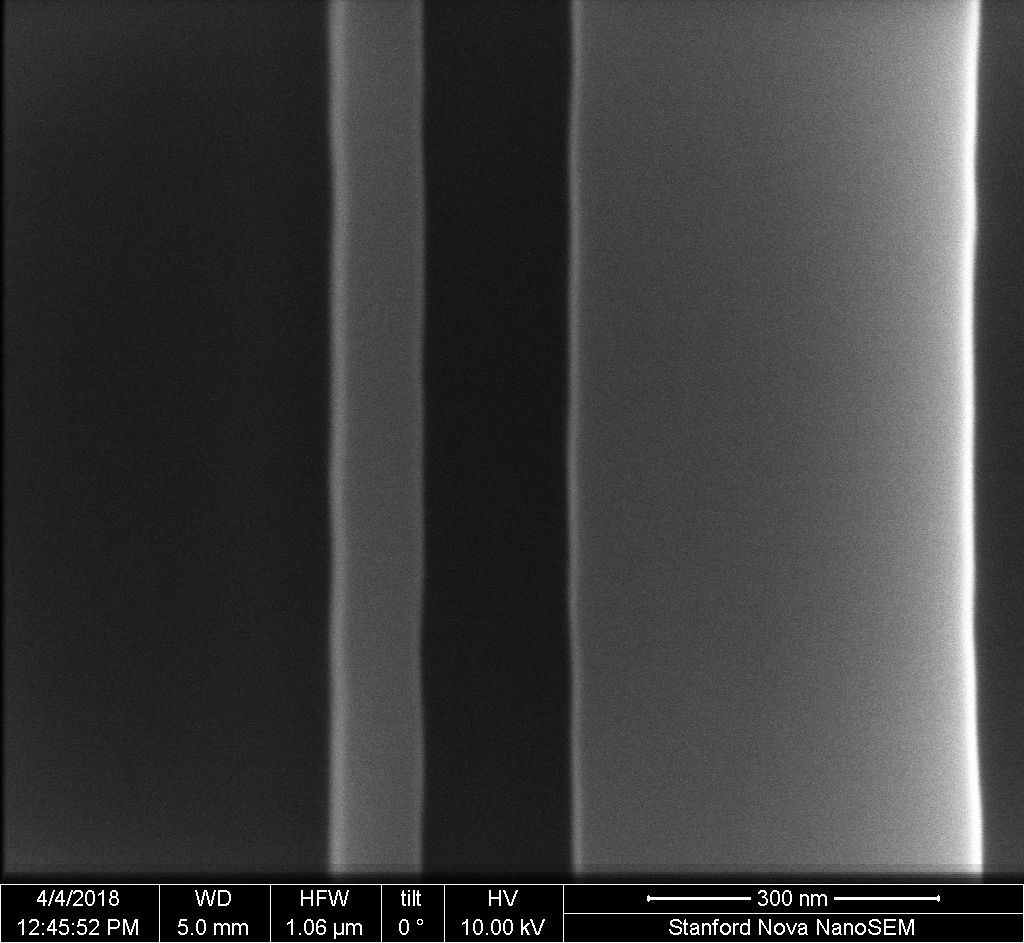 4/4/2018
12:45:52 PM
WD
5.0 mm
HFW
1.06 µm
tilt
0 °
HV
10.00 kV
300 nm
Stanford Nova NanoSEM